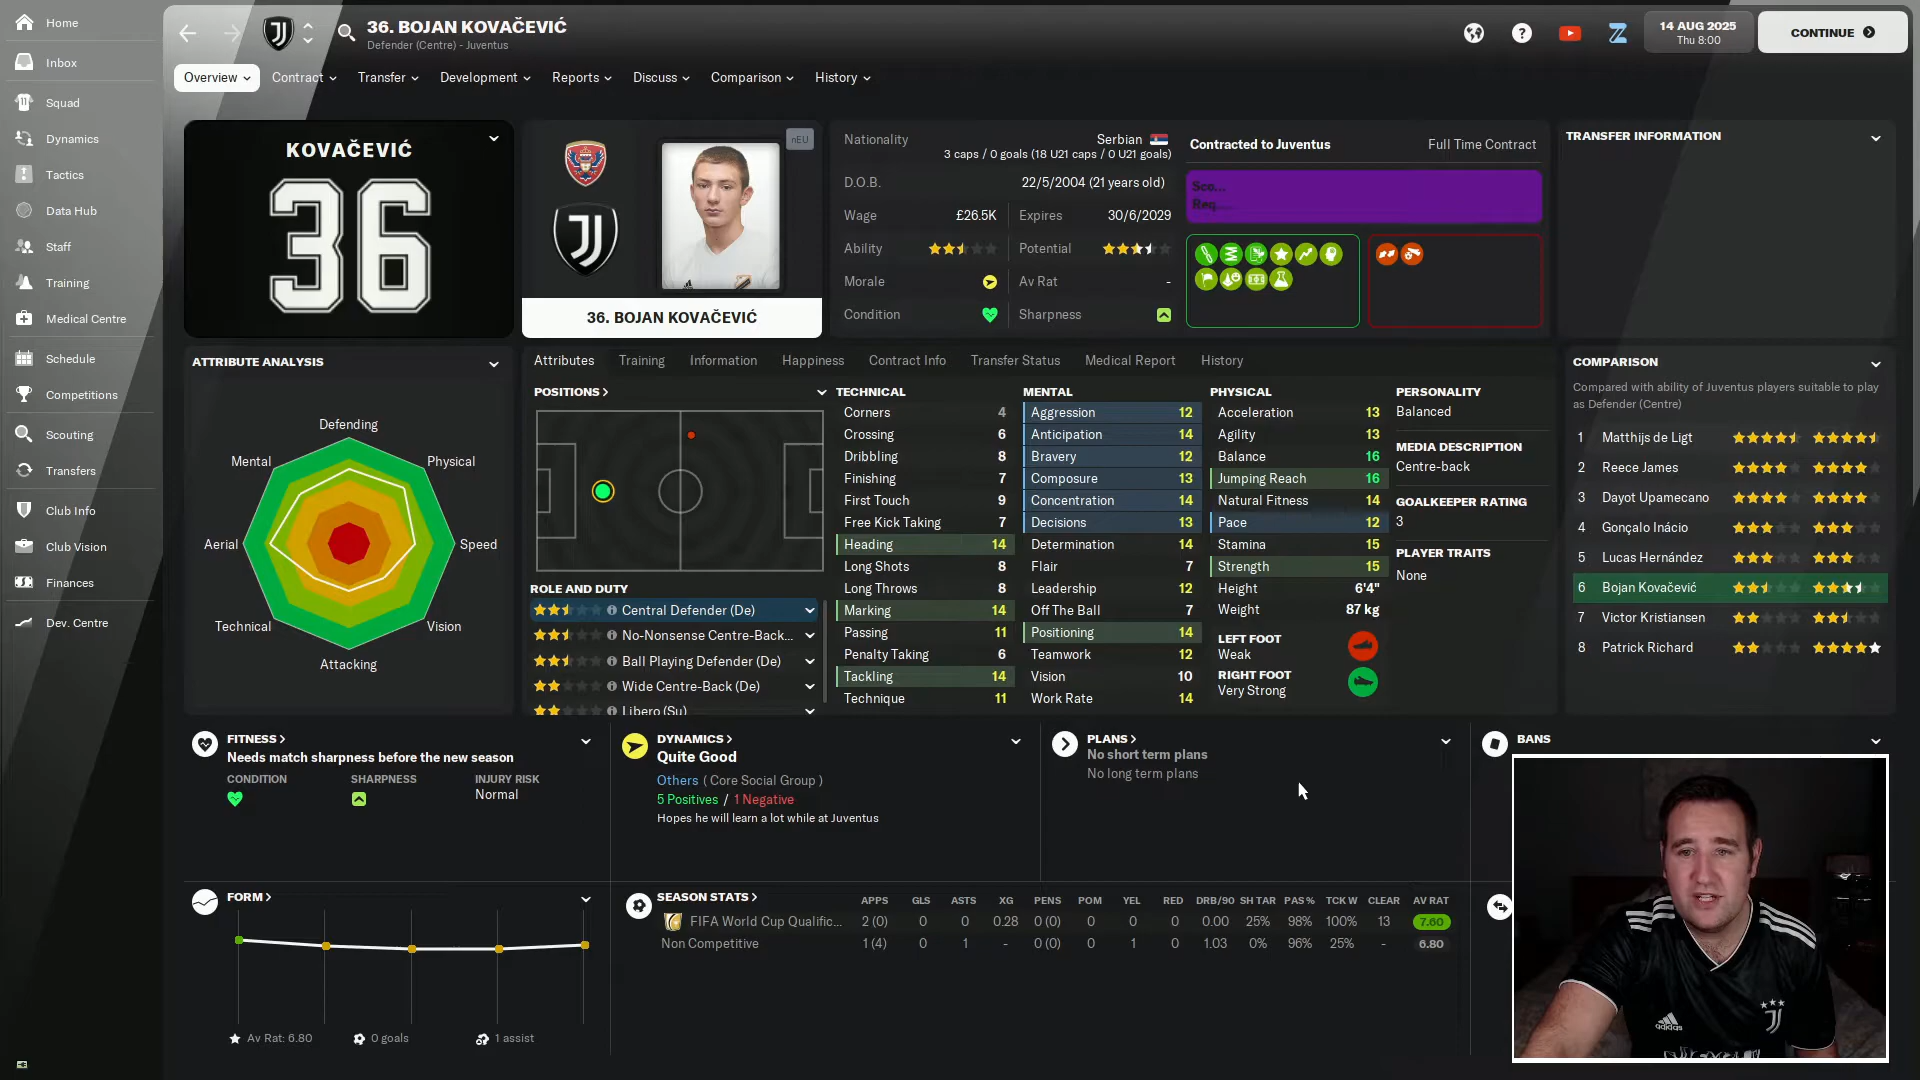 Home
Inbox
Squad
Dynamics
Tactics
Data Hub
Staff
Training
Medical Centre
Schedule
Competitions
Scouting
Transfers
Club Info
Club Vision
Finances
Dev. Centre
36. BOJAN KOVAČEVIĆ
Defender (Centre) - Juventus
14 AUG 2025
Thu 8:00
CONTINUE
Overview Contract Transfer Development Reports Discuss Comparison History
KOVAČEVIĆ
36
nEU
36. BOJAN KOVAČEVIĆ
Nationality Serbian
3 caps / 0 goals (18 U21 caps / 0 U21 goals)
D.O.B. 22/5/2004 (21 years old)
Wage £26.5K Expires 30/6/2029
Ability Potential
Morale Av Rat -
Condition Sharpness
Contracted to Juventus Full Time Contract
Sco...
Req...
TRANSFER INFORMATION
ATTRIBUTE ANALYSIS
Defending
Mental Physical
Aerial Speed
Technical Vision
Attacking
Attributes Training Information Happiness Contract Info Transfer Status Medical Report History
POSITIONS >
ROLE AND DUTY
Central Defender (De)
No-Nonsense Centre-Back...
Ball Playing Defender (De)
Wide Centre-Back (De)
Libero (Su)
TECHNICAL
Corners 4
Crossing 6
Dribbling 8
Finishing 7
First Touch 9
Free Kick Taking 7
Heading 14
Long Shots 8
Long Throws 8
Marking 14
Passing 11
Penalty Taking 6
Tackling 14
Technique 11
MENTAL
Aggression 12
Anticipation 14
Bravery 12
Composure 13
Concentration 14
Decisions 13
Determination 14
Flair 7
Leadership 12
Off The Ball 7
Positioning 14
Teamwork 12
Vision 10
Work Rate 14
PHYSICAL
Acceleration 13
Agility 13
Balance 16
Jumping Reach 16
Natural Fitness 14
Pace 12
Stamina 15
Strength 15
Height 6'4"
Weight 87 kg
LEFT FOOT
Weak
RIGHT FOOT
Very Strong
PERSONALITY
Balanced
MEDIA DESCRIPTION
Centre-back
GOALKEEPER RATING
3
PLAYER TRAITS
None
COMPARISON
Compared with ability of Juventus players suitable to play
as Defender (Centre)
1 Matthijs de Ligt
2 Reece James
3 Dayot Upamecano
4 Gonçalo Inácio
5 Lucas Hernández
6 Bojan Kovačević
7 Victor Kristiansen
8 Patrick Richard
FITNESS >
Needs match sharpness before the new season
CONDITION SHARPNESS INJURY RISK
Normal
DYNAMICS >
Quite Good
Others ( Core Social Group )
5 Positives / 1 Negative
Hopes he will learn a lot while at Juventus
PLANS >
No short term plans
No long term plans
BANS
FORM >
Av Rat: 6.80 0 goals 1 assist
SEASON STATS > APPS GLS ASTS XG PENS POM YEL RED DRB/90 SH TAR PAS % TCK W CLEAR AV RAT
FIFA World Cup Qualific... 2 (0) 0 0 0.28 0 (0) 0 0 0 0.00 25% 98% 100% 13 7.60
Non Competitive 1 (4) 0 1 - 0 (0) 0 1 0 1.03 0% 96% 25% - 6.80
adidas